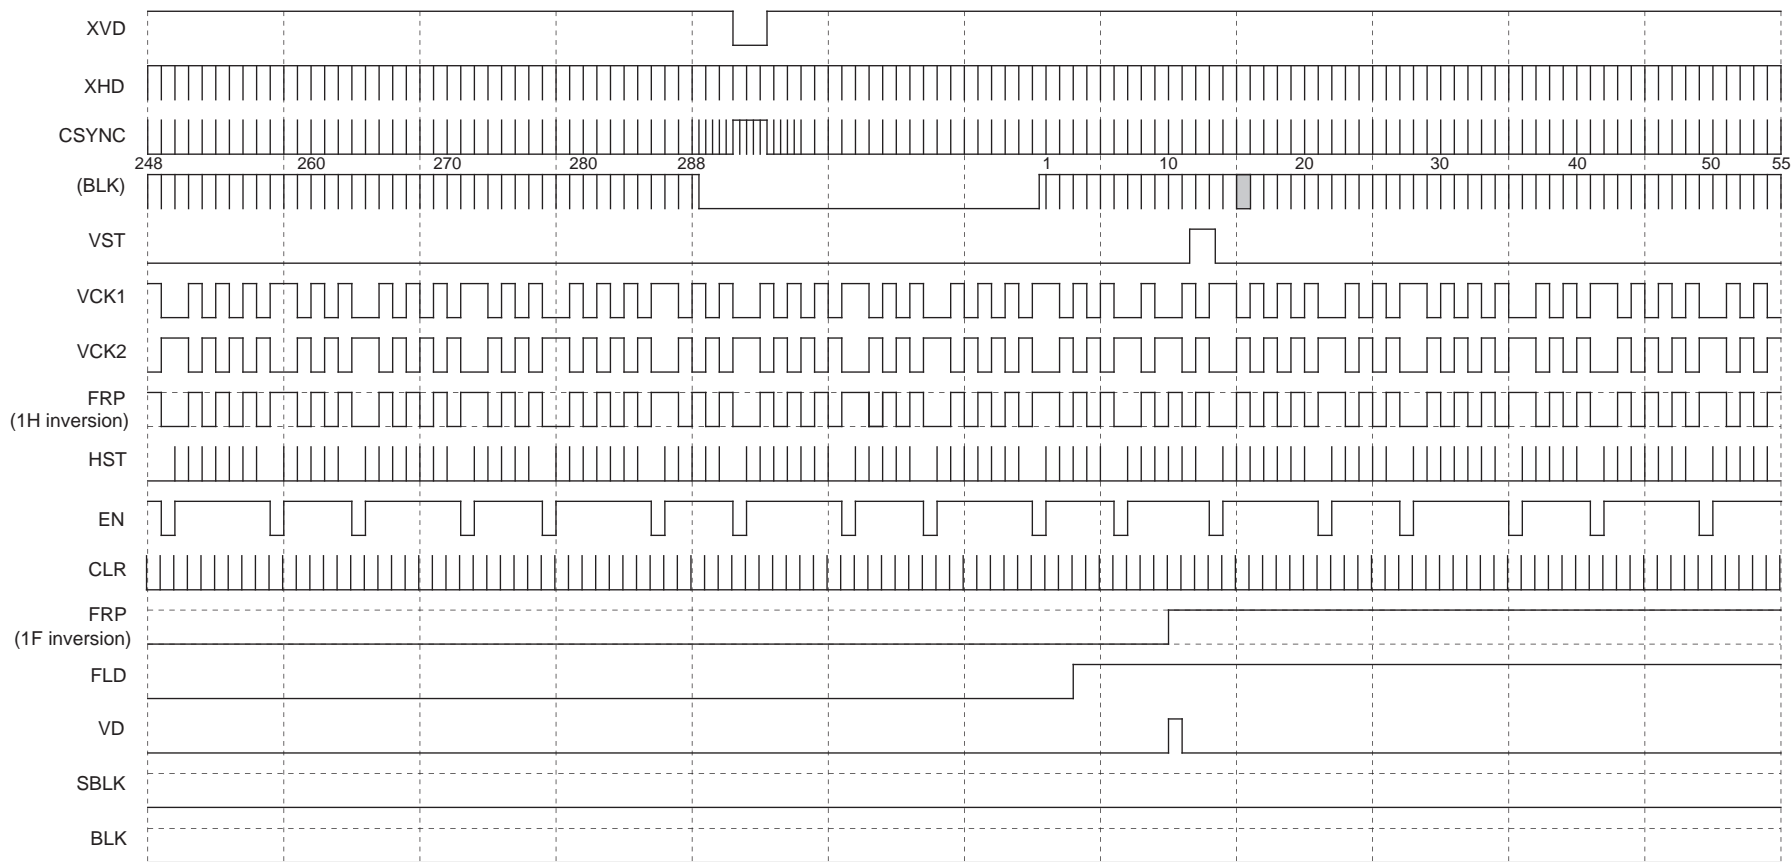 XVD
XHD
CSYNC
248 260 270 280 288 1 10 20 30 40 50 55
(BLK)
VST
VCK1
VCK2
FRP
(1H inversion)
HST
EN
CLR
FRP
(1F inversion)
FLD
VD
SBLK
BLK